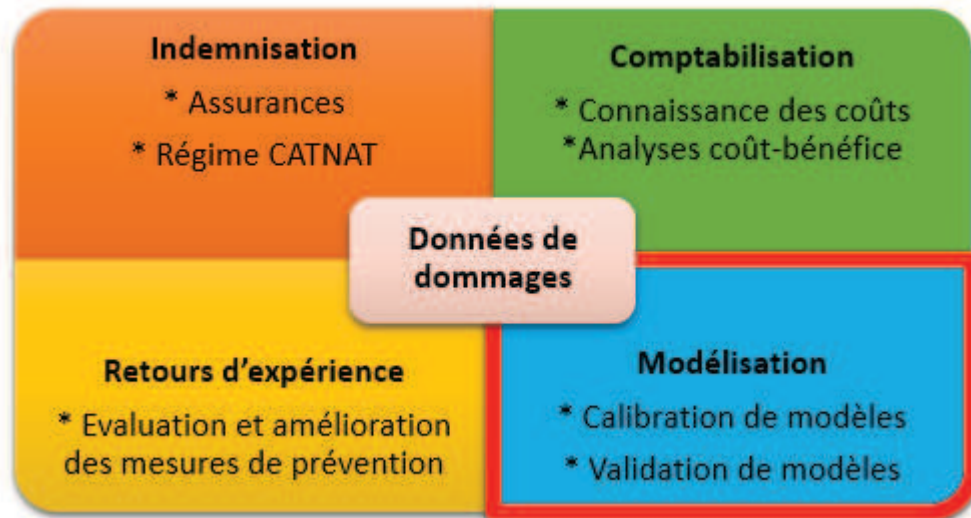 Indemnisation
* Assurances
* Régime CATNAT
Comptabilisation
* Connaissance des coûts
*Analyses coût-bénéfice
Données de
dommages
Retours d'expérience
* Evaluation et amélioration
des mesures de prévention
Modélisation
* Calibration de modèles
* Validation de modèles